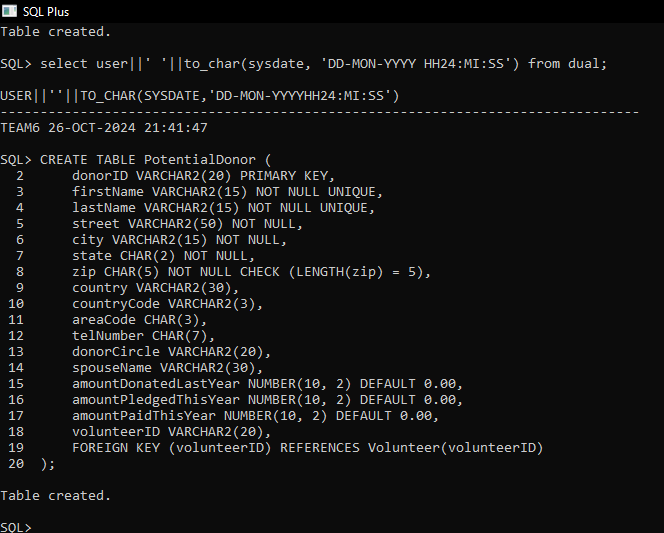 SQL Plus
Table created.
SQL> select user||' '||to_char(sysdate, 'DD-MON-YYYY HH24:MI:SS') from dual;
USER||''||TO_CHAR(SYSDATE,'DD-MON-YYYYHH24:MI:SS')
--------------------------------------------------------------------------------
TEAM6 26-OCT-2024 21:41:47
SQL> CREATE TABLE PotentialDonor (
  2      donorID VARCHAR2(20) PRIMARY KEY,
  3      firstName VARCHAR2(15) NOT NULL UNIQUE,
  4      lastName VARCHAR2(15) NOT NULL UNIQUE,
  5      street VARCHAR2(50) NOT NULL,
  6      city VARCHAR2(15) NOT NULL,
  7      state CHAR(2) NOT NULL,
  8      zip CHAR(5) NOT NULL CHECK (LENGTH(zip) = 5),
  9      country VARCHAR2(30),
 10      countryCode VARCHAR2(3),
 11      areaCode CHAR(3),
 12      telNumber CHAR(7),
 13      donorCircle VARCHAR2(20),
 14      spouseName VARCHAR2(30),
 15      amountDonatedLastYear NUMBER(10, 2) DEFAULT 0.00,
 16      amountPledgedThisYear NUMBER(10, 2) DEFAULT 0.00,
 17      amountPaidThisYear NUMBER(10, 2) DEFAULT 0.00,
 18      volunteerID VARCHAR2(20),
 19      FOREIGN KEY (volunteerID) REFERENCES Volunteer(volunteerID)
 20  );
Table created.
SQL>